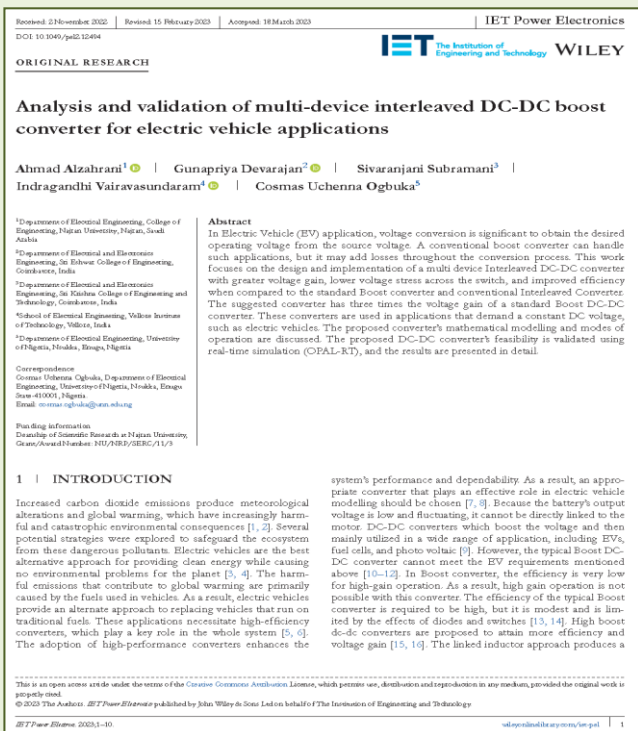 Received: 2 November 2022 | Revised: 15 February 2023 | Accepted: 18 March 2023
IET Power Electronics
DOI: 10.1049/pel2.12494
IET The Institution of Engineering and Technology WILEY
ORIGINAL RESEARCH
Analysis and validation of multi-device interleaved DC-DC boost
converter for electric vehicle applications
Ahmad Alzahrani¹ | Gunapriya Devarajan² | Sivaranjani Subramani³ |
Indragandhi Vairavasundaram⁴ | Cosmas Uchenna Ogbuka⁵
¹Department of Electrical Engineering, College of
Engineering, Najran University, Najran, Saudi
Arabia
²Department of Electrical and Electronics
Engineering, Sri Eshwar College of Engineering,
Coimbatore, India
³Department of Electrical and Electronics
Engineering, Sri Krishna College of Engineering and
Technology, Coimbatore, India
⁴School of Electrical Engineering, Vellore Institute
of Technology, Vellore, India
⁵Department of Electrical Engineering, University
of Nigeria, Nsukka, Enugu, Nigeria
Correspondence
Cosmas Uchenna Ogbuka, Department of Electrical
Engineering, University of Nigeria, Nsukka, Enugu
State-410001, Nigeria.
Email: cosmas.ogbuka@unn.edu.ng
Funding information
Deanship of Scientific Research at Najran University,
Grant/Award Number: NU/NRP/SERC/11/3
Abstract
In Electric Vehicle (EV) application, voltage conversion is significant to obtain the desired
operating voltage from the source voltage. A conventional boost converter can handle
such applications, but it may add losses throughout the conversion process. This work
focuses on the design and implementation of a multi device Interleaved DC-DC converter
with greater voltage gain, lower voltage stress across the switch, and improved efficiency
when compared to the standard Boost converter and conventional Interleaved Converter.
The suggested converter has three times the voltage gain of a standard Boost DC-DC
converter. These converters are used in applications that demand a constant DC voltage,
such as electric vehicles. The proposed converter's mathematical modelling and modes of
operation are discussed. The proposed DC-DC converter's feasibility is validated using
real-time simulation (OPAL-RT), and the results are presented in detail.
1 | INTRODUCTION
Increased carbon dioxide emissions produce meteorological
alterations and global warming, which have increasingly harm-
ful and catastrophic environmental consequences [1, 2]. Several
potential strategies were explored to safeguard the ecosystem
from these dangerous pollutants. Electric vehicles are the best
alternative approach for providing clean energy while causing
no environmental problems for the planet [3, 4]. The harm-
ful emissions that contribute to global warming are primarily
caused by the fuels used in vehicles. As a result, electric vehicles
provide an alternate approach to replacing vehicles that run on
traditional fuels. These applications necessitate high-efficiency
converters, which play a key role in the whole system [5, 6].
The adoption of high-performance converters enhances the
system's performance and dependability. As a result, an appro-
priate converter that plays an effective role in electric vehicle
modelling should be chosen [7, 8]. Because the battery's output
voltage is low and fluctuating, it cannot be directly linked to the
motor. DC-DC converters which boost the voltage and then
mainly utilized in a wide range of application, including EVs,
fuel cells, and photo voltaic [9]. However, the typical Boost DC-
DC converter cannot meet the EV requirements mentioned
above [10–12]. In Boost converter, the efficiency is very low
for high-gain operation. As a result, high gain operation is not
possible with this converter. The efficiency of the typical Boost
converter is required to be high, but it is modest and is lim-
ited by the effects of diodes and switches [13, 14]. High boost
dc-dc converters are proposed to attain more efficiency and
voltage gain [15, 16]. The linked inductor approach produces a
This is an open access article under the terms of the Creative Commons Attribution License, which permits use, distribution and reproduction in any medium, provided the original work is
properly cited.
© 2023 The Authors. IET Power Electronics published by John Wiley & Sons Ltd on behalf of The Institution of Engineering and Technology.
IET Power Electron. 2023;1–10.
wileyonlinelibrary.com/iet-pel | 1